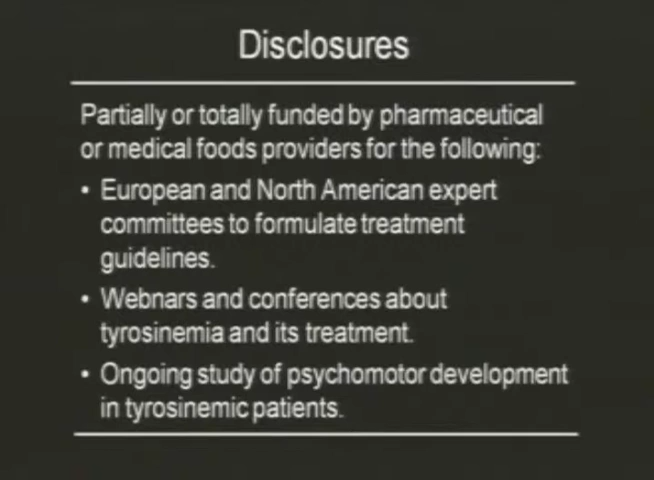 Disclosures
Partially or totally funded by pharmaceutical
or medical foods providers for the following:
• European and North American expert
committees to formulate treatment
guidelines.
• Webnars and conferences about
tyrosinemia and its treatment.
• Ongoing study of psychomotor development
in tyrosinemic patients.